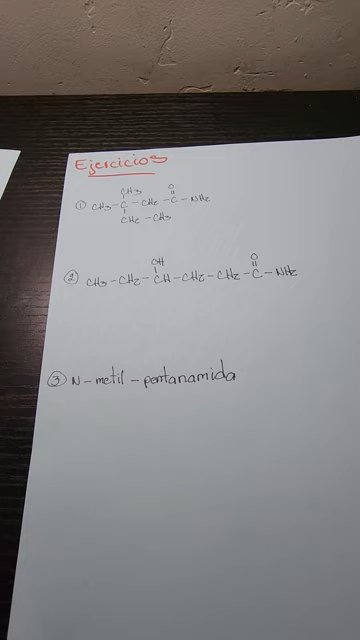 Ejercicios
CH3 O
① CH3 - C - CH2 - C - NH2
CH2 - CH3
OH O
② CH3 - CH2 - CH - CH2 - CH2 - C - NH2
③ N - metil - pentanamida